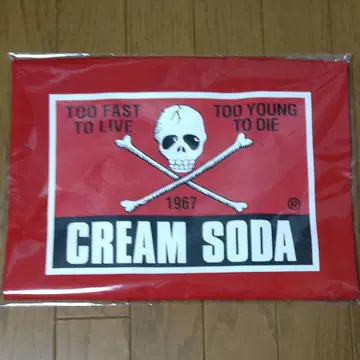 TOO FAST
TO LIVE
TOO YOUNG
TO DIE
1967
®
CREAM SODA